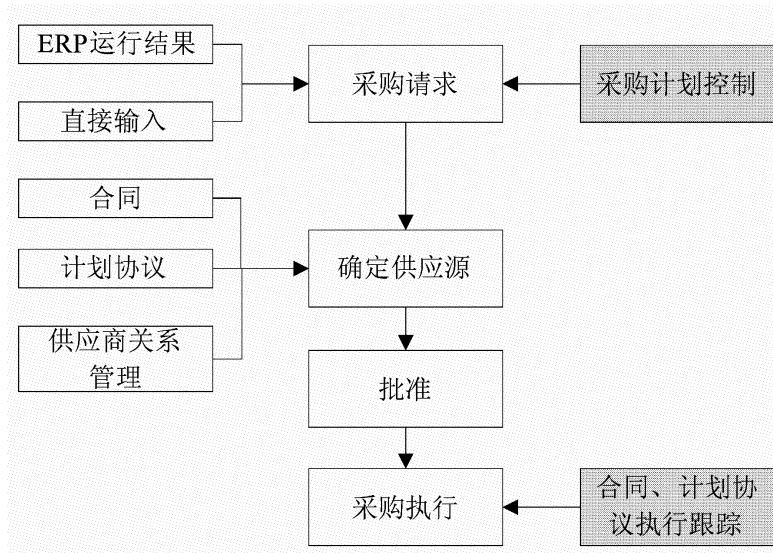 ERP运行结果
采购请求
采购计划控制
直接输入
合同
计划协议
确定供应源
供应商关系
管理
批准
采购执行
合同、计划协
议执行跟踪